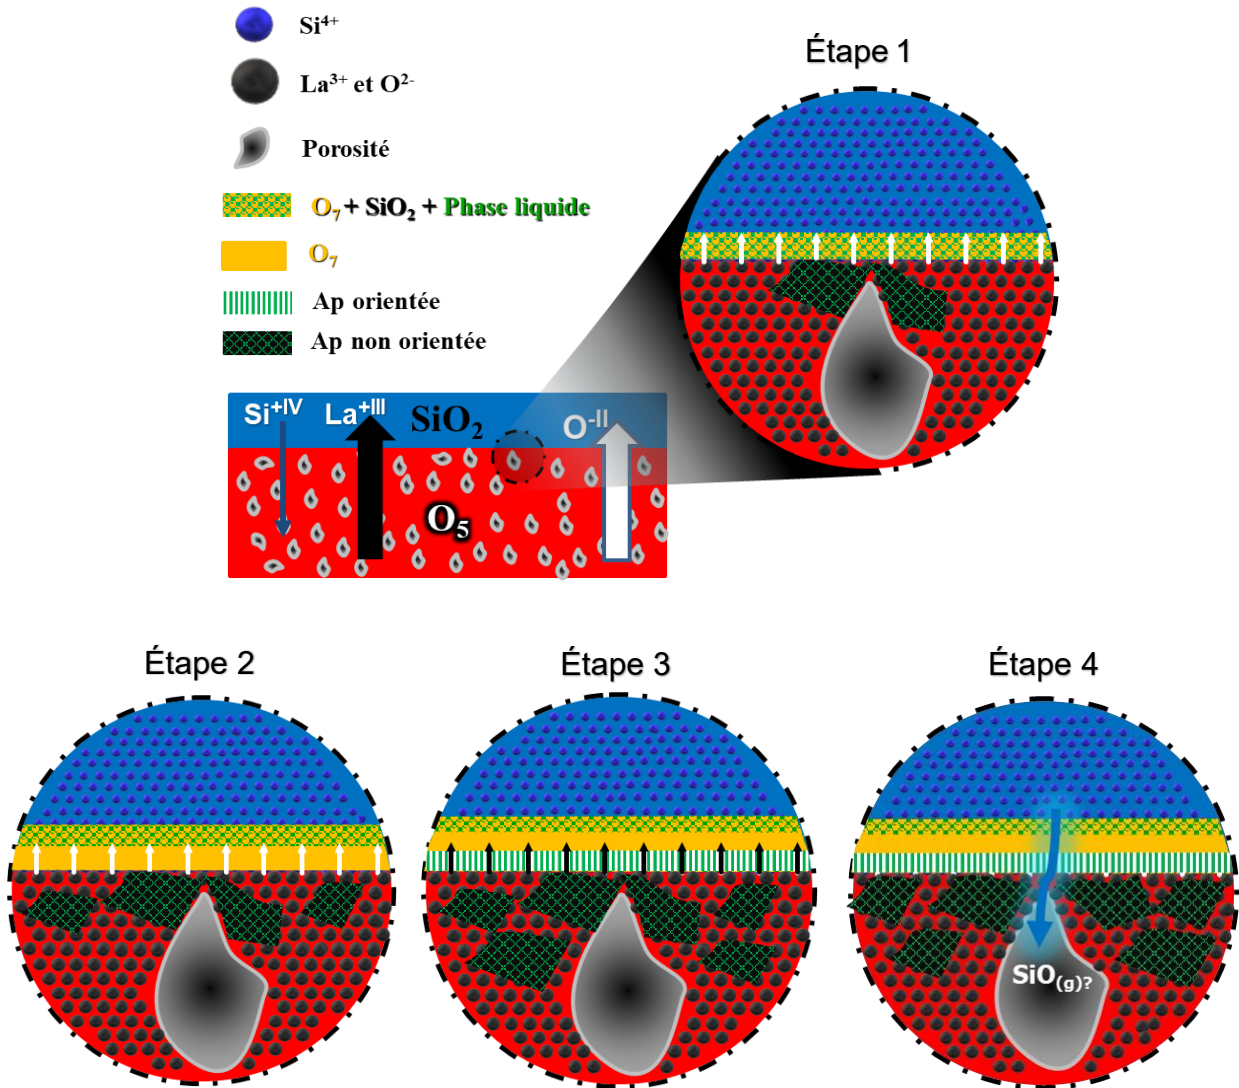 Si⁴⁺
Étape 1
La³⁺ et O²⁻
Porosité
O₇ + SiO₂ + Phase liquide
O₇
Ap orientée
Ap non orientée
Si⁺ᴵⱽ La⁺ᴵᴵᴵ SiO₂ O⁻ᴵᴵ
O₅
Étape 2
Étape 3
Étape 4
SiO₍g₎?